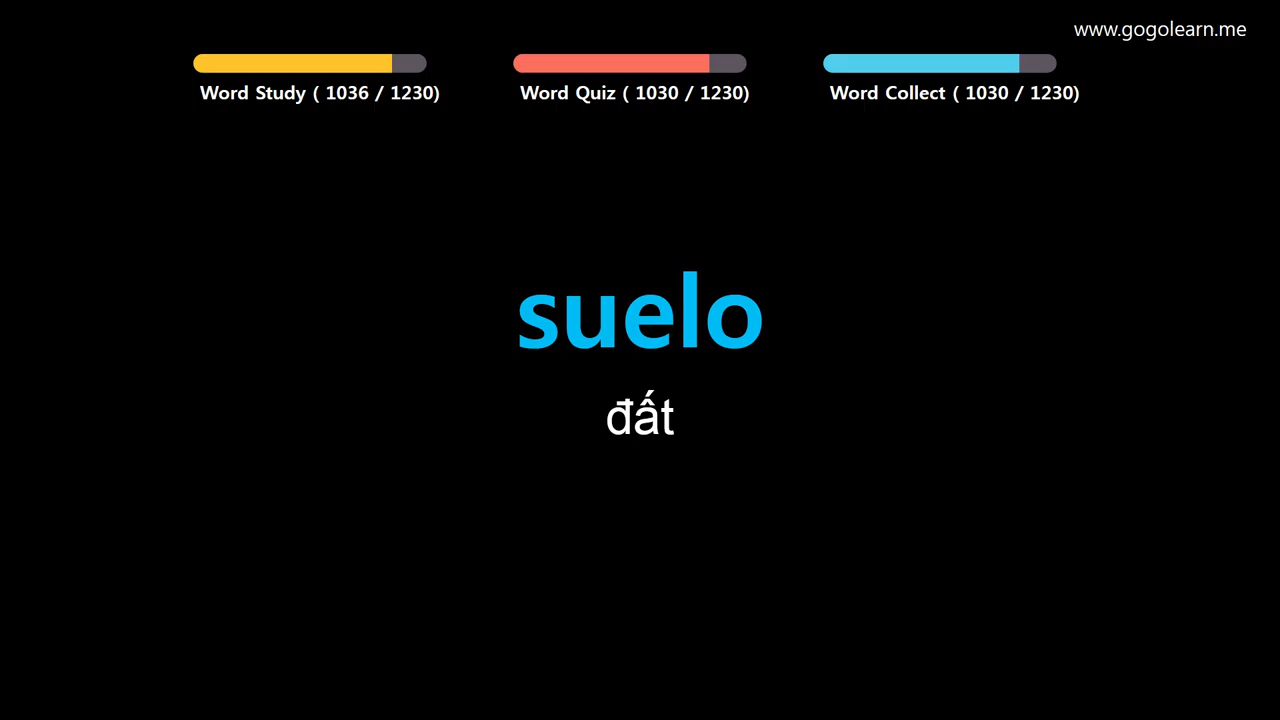 www.gogolearn.me
Word Study ( 1036 / 1230)
Word Quiz ( 1030 / 1230)
Word Collect ( 1030 / 1230)
suelo
đất